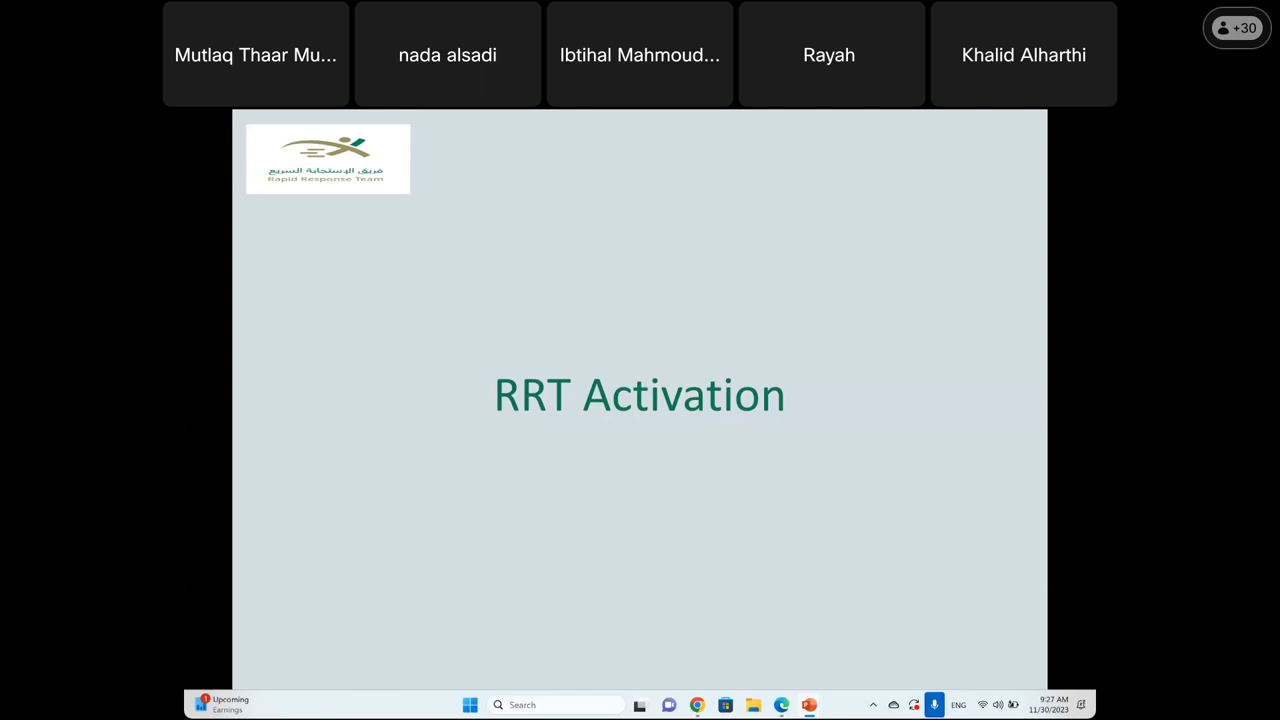 Mutlaq Thaar Mu...
nada alsadi
Ibtihal Mahmoud...
Rayah
Khalid Alharthi
+30
فريق الإستجابة السريع
Rapid Response Team
RRT Activation
1
Upcoming
Earnings
Search
ENG
9:27 AM
11/30/2023